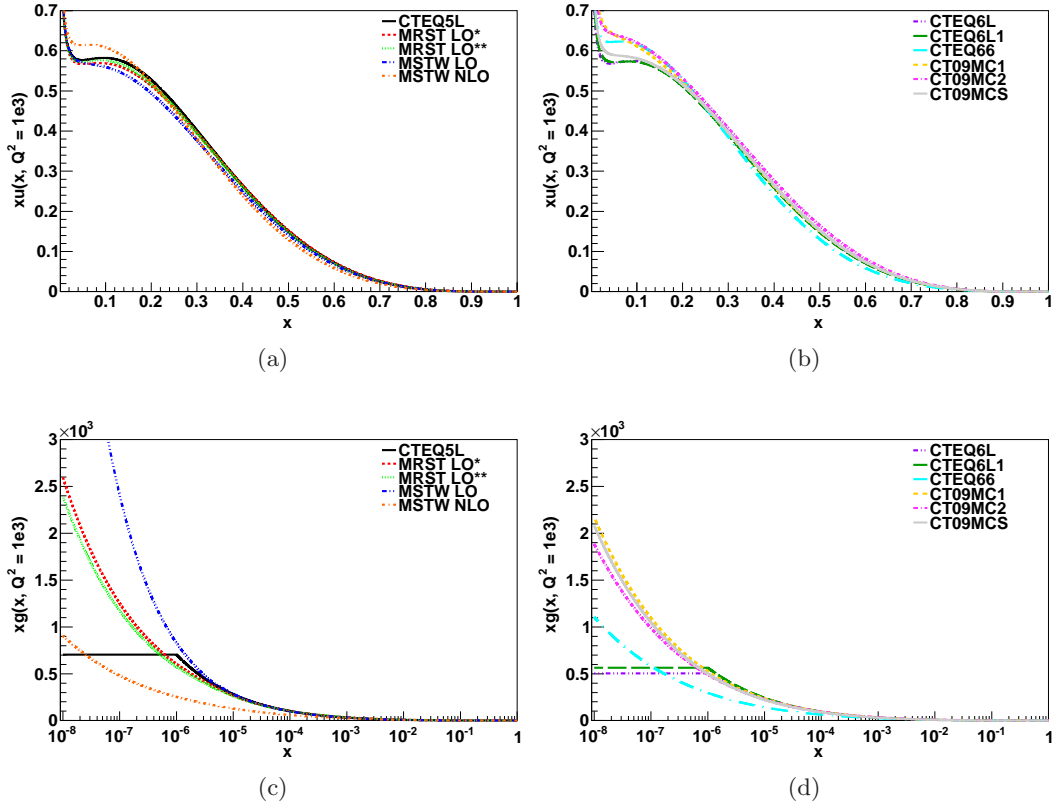 xu(x, Q² = 1e3)
0.7
0.6
0.5
0.4
0.3
0.2
0.1
0
CTEQ5L
MRST LO*
MRST LO**
MSTW LO
MSTW NLO
0.1 0.2 0.3 0.4 0.5 0.6 0.7 0.8 0.9 1
x
(a)
xu(x, Q² = 1e3)
0.7
0.6
0.5
0.4
0.3
0.2
0.1
0
CTEQ6L
CTEQ6L1
CTEQ66
CT09MC1
CT09MC2
CT09MCS
0.1 0.2 0.3 0.4 0.5 0.6 0.7 0.8 0.9 1
x
(b)
×10³
xg(x, Q² = 1e3)
3
2.5
2
1.5
1
0.5
0
CTEQ5L
MRST LO*
MRST LO**
MSTW LO
MSTW NLO
10⁻⁸ 10⁻⁷ 10⁻⁶ 10⁻⁵ 10⁻⁴ 10⁻³ 10⁻² 10⁻¹ 1
x
(c)
×10³
xg(x, Q² = 1e3)
3
2.5
2
1.5
1
0.5
0
CTEQ6L
CTEQ6L1
CTEQ66
CT09MC1
CT09MC2
CT09MCS
10⁻⁸ 10⁻⁷ 10⁻⁶ 10⁻⁵ 10⁻⁴ 10⁻³ 10⁻² 10⁻¹ 1
x
(d)